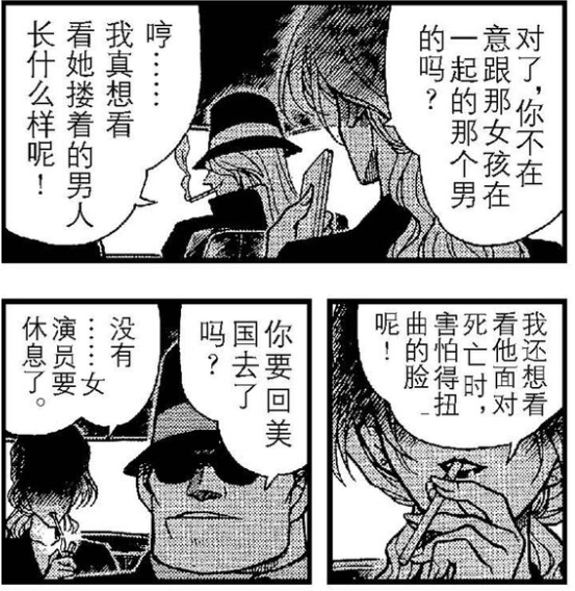 对了，你不在
意跟那女孩在
一起的那个男
的吗？
哼……
我真想看
看她搂着的男人
长什么样呢！
我还想看
看他面对
死亡时，
害怕得扭
曲的脸
呢！
你要回美
国去了
吗？
没有
……女
演员要
休息了。